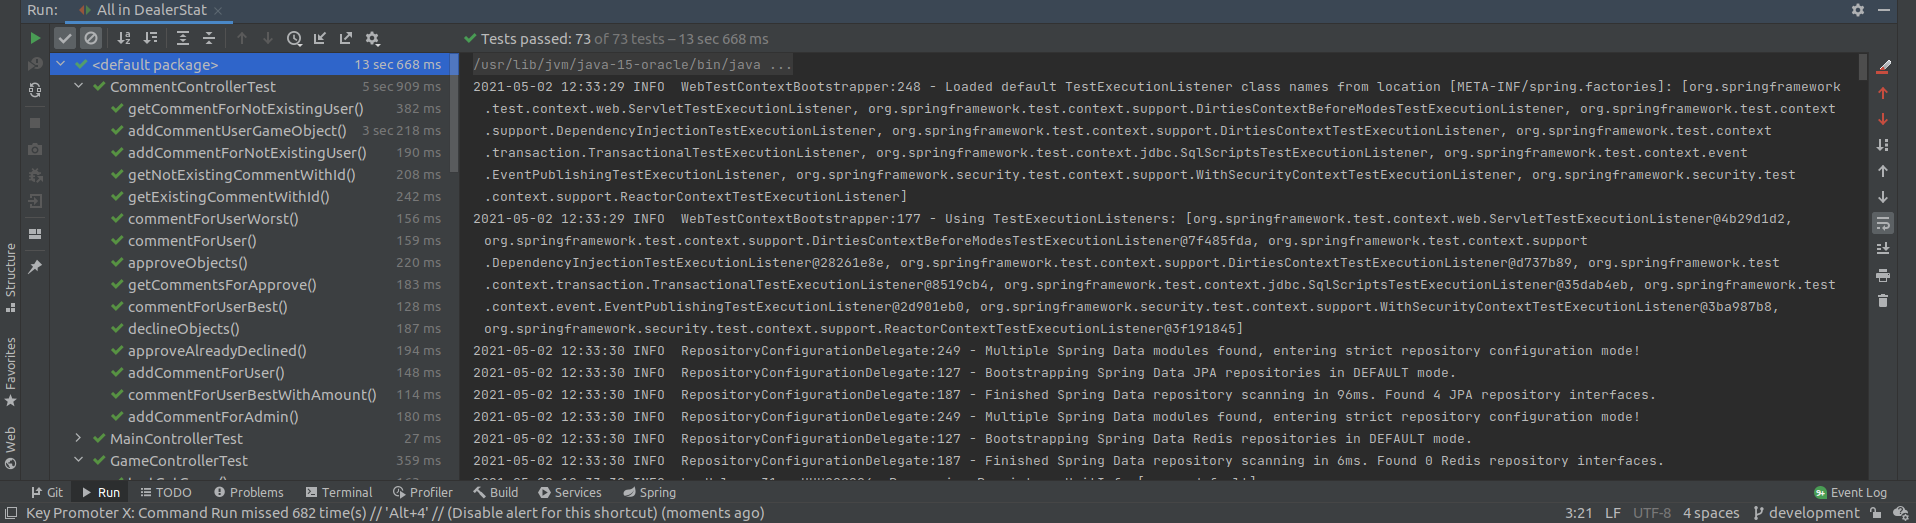 Run: All in DealerStat
Tests passed: 73 of 73 tests – 13 sec 668 ms
<default package> 13 sec 668 ms
CommentControllerTest 5 sec 909 ms
getCommentForNotExistingUser() 382 ms
addCommentUserGameObject() 3 sec 218 ms
addCommentForNotExistingUser() 190 ms
getNotExistingCommentWithId() 208 ms
getExistingCommentWithId() 242 ms
commentForUserWorst() 156 ms
commentForUser() 159 ms
approveObjects() 220 ms
getCommentsForApprove() 183 ms
commentForUserBest() 128 ms
declineObjects() 187 ms
approveAlreadyDeclined() 194 ms
addCommentForUser() 148 ms
commentForUserBestWithAmount() 114 ms
addCommentForAdmin() 180 ms
MainControllerTest 27 ms
GameControllerTest 359 ms
/usr/lib/jvm/java-15-oracle/bin/java ...
2021-05-02 12:33:29 INFO  WebTestContextBootstrapper:248 - Loaded default TestExecutionListener class names from location [META-INF/spring.factories]: [org.springframework
.test.context.web.ServletTestExecutionListener, org.springframework.test.context.support.DirtiesContextBeforeModesTestExecutionListener, org.springframework.test.context
.support.DependencyInjectionTestExecutionListener, org.springframework.test.context.support.DirtiesContextTestExecutionListener, org.springframework.test.context
.transaction.TransactionalTestExecutionListener, org.springframework.test.context.jdbc.SqlScriptsTestExecutionListener, org.springframework.test.context.event
.EventPublishingTestExecutionListener, org.springframework.security.test.context.support.WithSecurityContextTestExecutionListener, org.springframework.security.test
.context.support.ReactorContextTestExecutionListener]
2021-05-02 12:33:29 INFO  WebTestContextBootstrapper:177 - Using TestExecutionListeners: [org.springframework.test.context.web.ServletTestExecutionListener@4b29d1d2,
org.springframework.test.context.support.DirtiesContextBeforeModesTestExecutionListener@7f485fda, org.springframework.test.context.support
.DependencyInjectionTestExecutionListener@28261e8e, org.springframework.test.context.support.DirtiesContextTestExecutionListener@d737b89, org.springframework.test
.context.transaction.TransactionalTestExecutionListener@8519cb4, org.springframework.test.context.jdbc.SqlScriptsTestExecutionListener@35dab4eb, org.springframework.test
.context.event.EventPublishingTestExecutionListener@2d901eb0, org.springframework.security.test.context.support.WithSecurityContextTestExecutionListener@3ba987b8,
org.springframework.security.test.context.support.ReactorContextTestExecutionListener@3f191845]
2021-05-02 12:33:30 INFO  RepositoryConfigurationDelegate:249 - Multiple Spring Data modules found, entering strict repository configuration mode!
2021-05-02 12:33:30 INFO  RepositoryConfigurationDelegate:127 - Bootstrapping Spring Data JPA repositories in DEFAULT mode.
2021-05-02 12:33:30 INFO  RepositoryConfigurationDelegate:187 - Finished Spring Data repository scanning in 96ms. Found 4 JPA repository interfaces.
2021-05-02 12:33:30 INFO  RepositoryConfigurationDelegate:249 - Multiple Spring Data modules found, entering strict repository configuration mode!
2021-05-02 12:33:30 INFO  RepositoryConfigurationDelegate:127 - Bootstrapping Spring Data Redis repositories in DEFAULT mode.
2021-05-02 12:33:30 INFO  RepositoryConfigurationDelegate:187 - Finished Spring Data repository scanning in 6ms. Found 0 Redis repository interfaces.
Structure
Favorites
Web
Git Run TODO Problems Terminal Profiler Build Services Spring 9+ Event Log
Key Promoter X: Command Run missed 682 time(s) // 'Alt+4' // (Disable alert for this shortcut) (moments ago) 3:21 LF UTF-8 4 spaces development